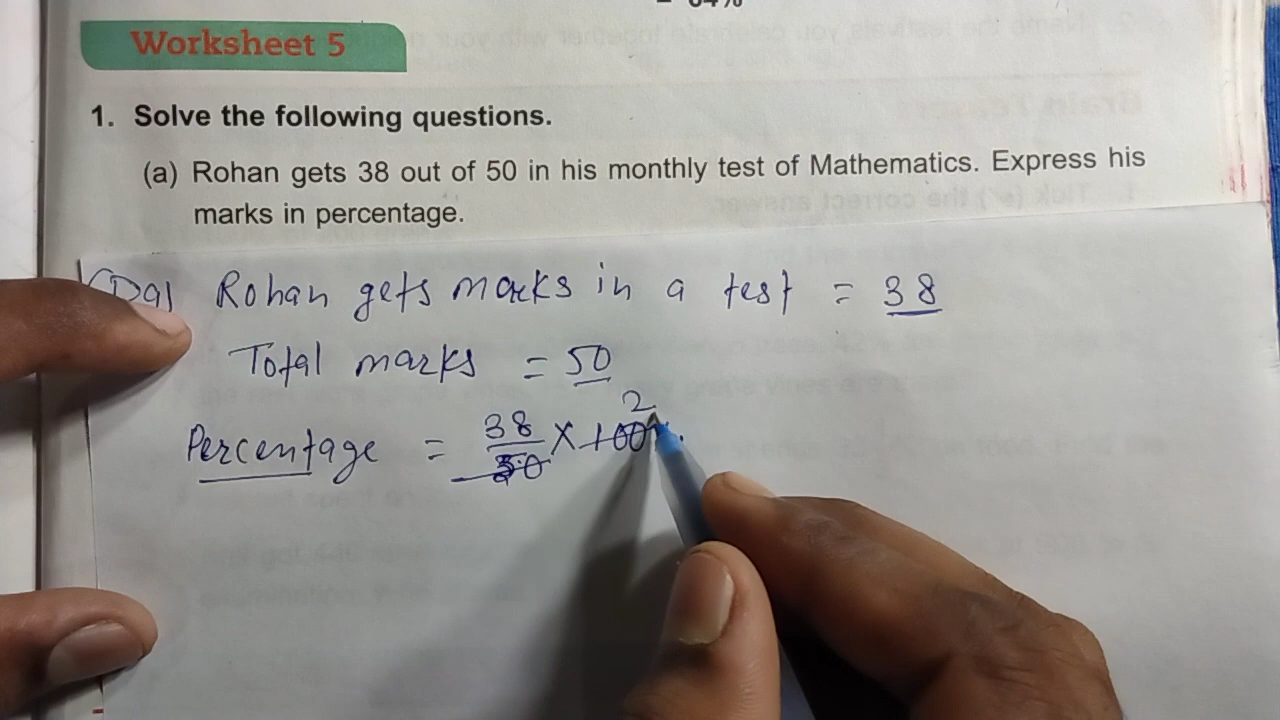 = 64%
Worksheet 5
1. Solve the following questions.
(a) Rohan gets 38 out of 50 in his monthly test of Mathematics. Express his
marks in percentage.
Rohan gets marks in a test = 38
Total marks = 50
2
Percentage = 38/50 × 100